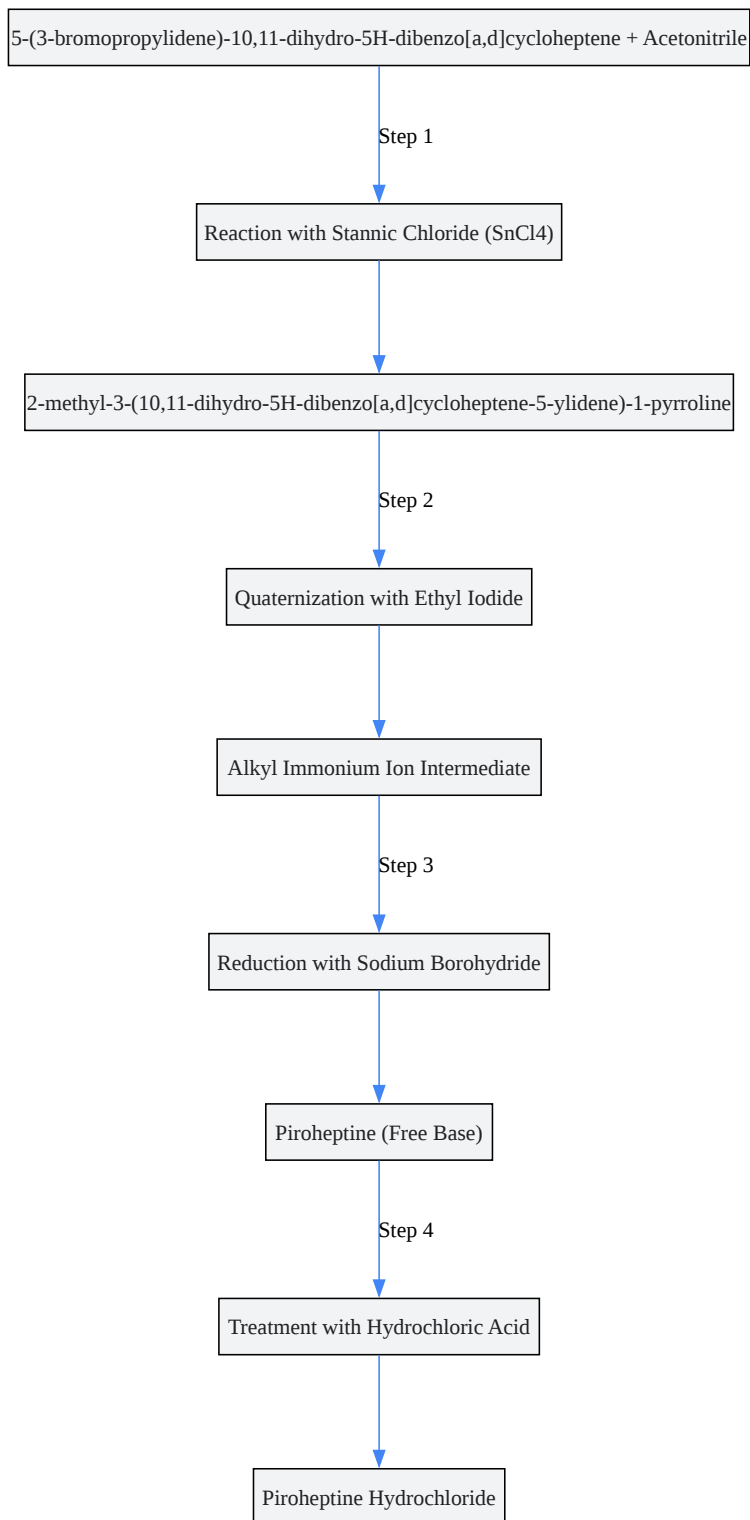 5-(3-bromopropylidene)-10,11-dihydro-5H-dibenzo[a,d]cycloheptene + Acetonitrile
Step 1
Reaction with Stannic Chloride (SnCl4)
2-methyl-3-(10,11-dihydro-5H-dibenzo[a,d]cycloheptene-5-ylidene)-1-pyrroline
Step 2
Quaternization with Ethyl Iodide
Alkyl Immonium Ion Intermediate
Step 3
Reduction with Sodium Borohydride
Piroheptine (Free Base)
Step 4
Treatment with Hydrochloric Acid
Piroheptine Hydrochloride